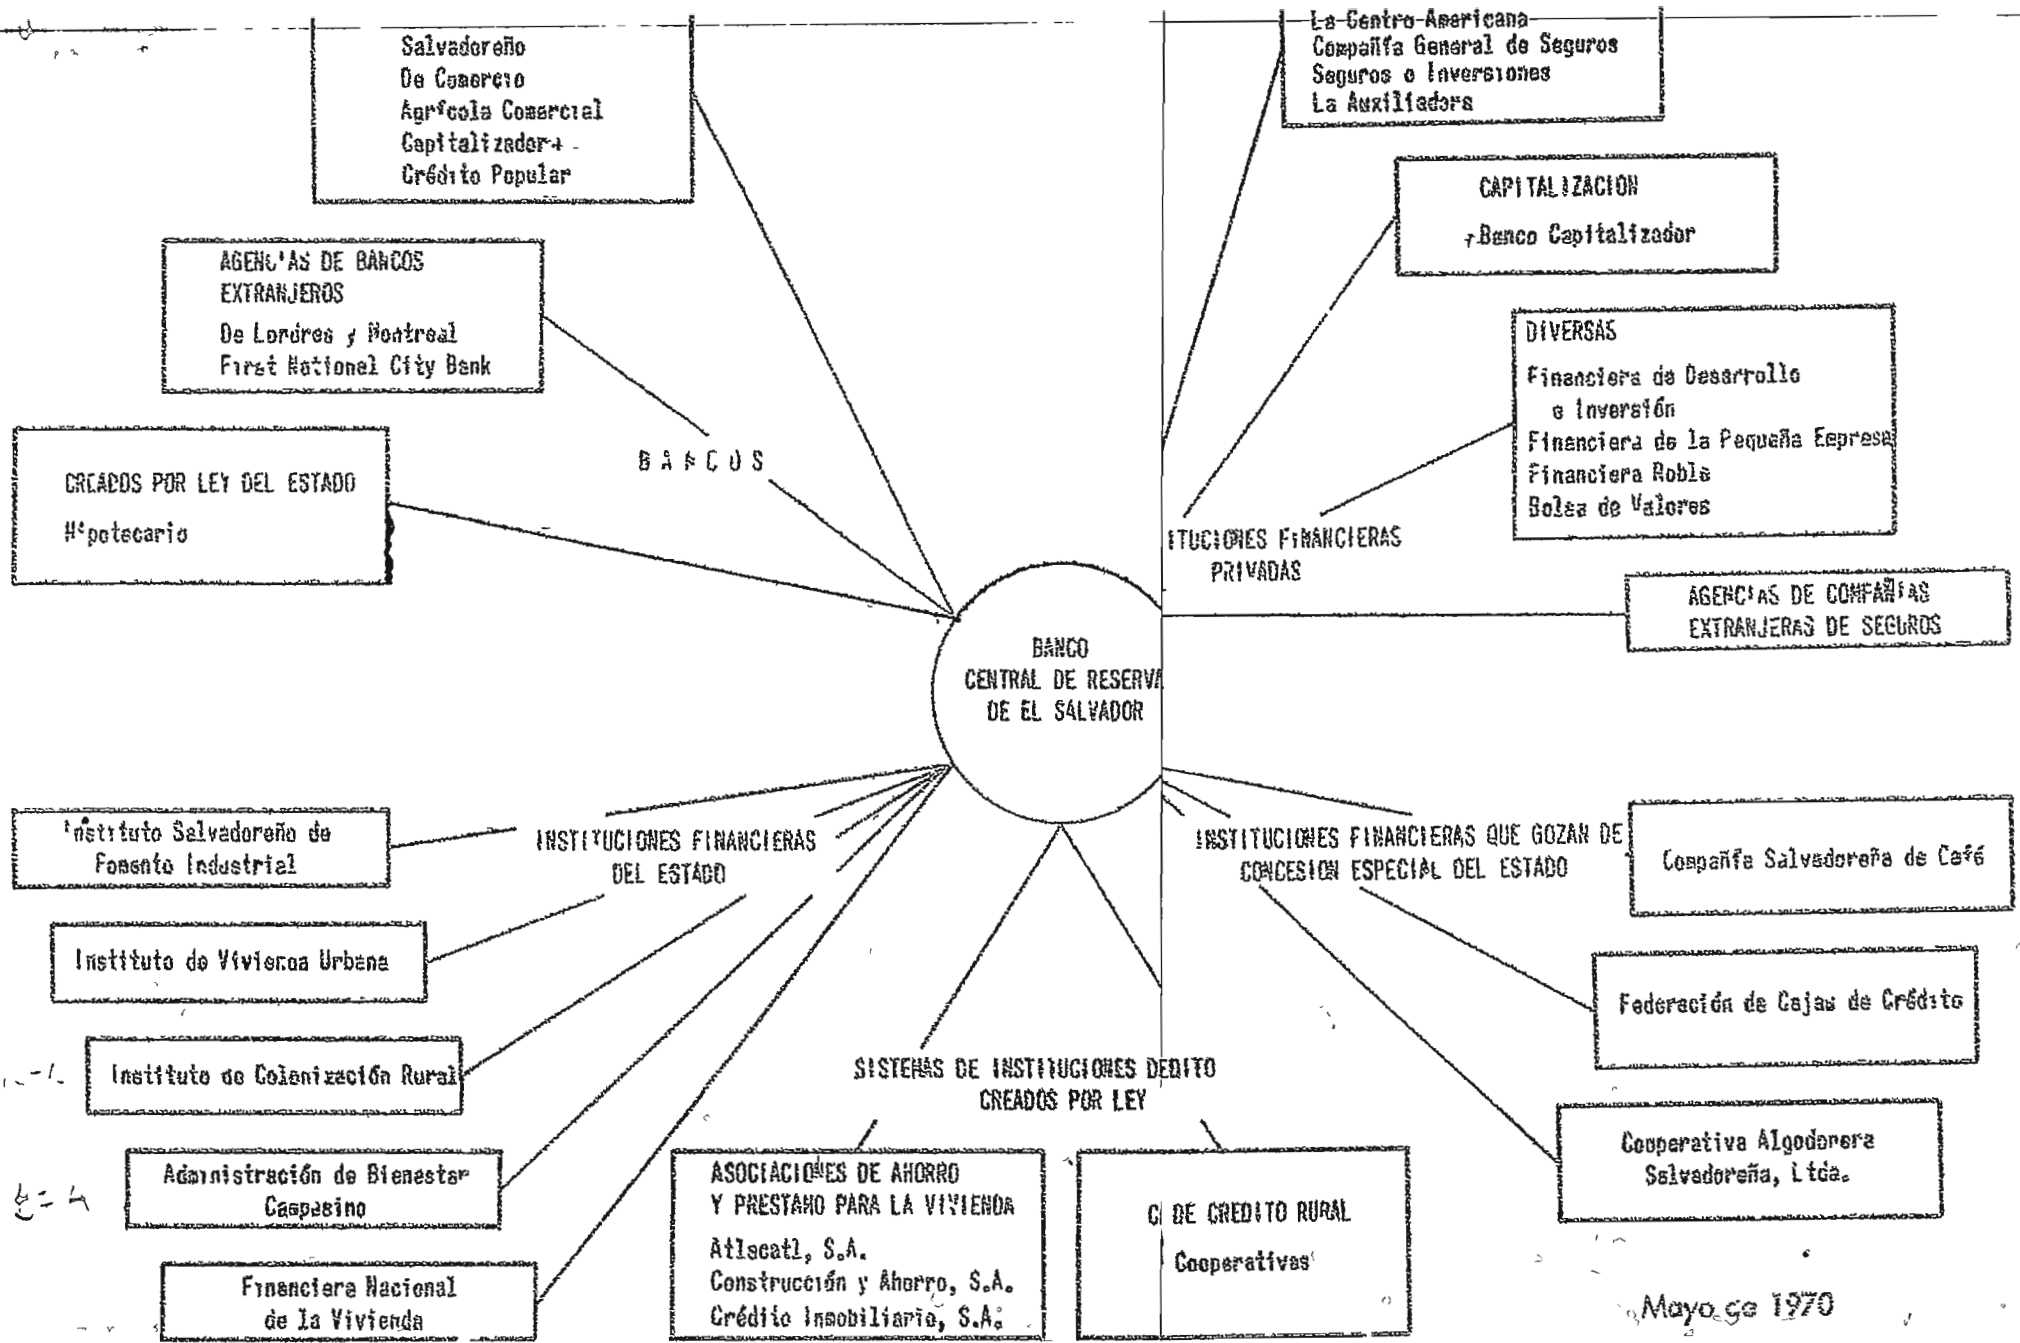 Salvadoreño
De Comercio
Agrícola Comercial
Capitalizador
Crédito Popular
AGENCIAS DE BANCOS
EXTRANJEROS
De Londres y Montreal
First National City Bank
CREADOS POR LEY DEL ESTADO
Hipotecario
BANCOS
La Centro Americana
Compañía General de Seguros
Seguros e Inversiones
La Auxiliadora
CAPITALIZACION
Banco Capitalizador
DIVERSAS
Financiera de Desarrollo
e Inversión
Financiera de la Pequeña Epresa
Financiera Roble
Bolsa de Valores
ITUCIONES FINANCIERAS
PRIVADAS
AGENCIAS DE COMPAÑIAS
EXTRANJERAS DE SEGUROS
BANCO
CENTRAL DE RESERVA
DE EL SALVADOR
Instituto Salvadoreño de
Fomento Industrial
INSTITUCIONES FINANCIERAS
DEL ESTADO
Instituto de Vivienda Urbana
Instituto de Colonización Rural
Administración de Bienestar
Campesino
Financiera Nacional
de la Vivienda
INSTITUCIONES FINANCIERAS QUE GOZAN DE
CONCESION ESPECIAL DEL ESTADO
Compañía Salvadoreña de Café
Federación de Cajas de Crédito
Cooperativa Algodonera
Salvadoreña, Ltda.
SISTEMAS DE INSTITUCIONES DEDITO
CREADOS POR LEY
ASOCIACIONES DE AHORRO
Y PRESTAMO PARA LA VIVIENDA
Atlacatl, S.A.
Construcción y Ahorro, S.A.
Crédito Inmobiliario, S.A.
C DE CREDITO RURAL
Cooperativas
Mayo de 1970